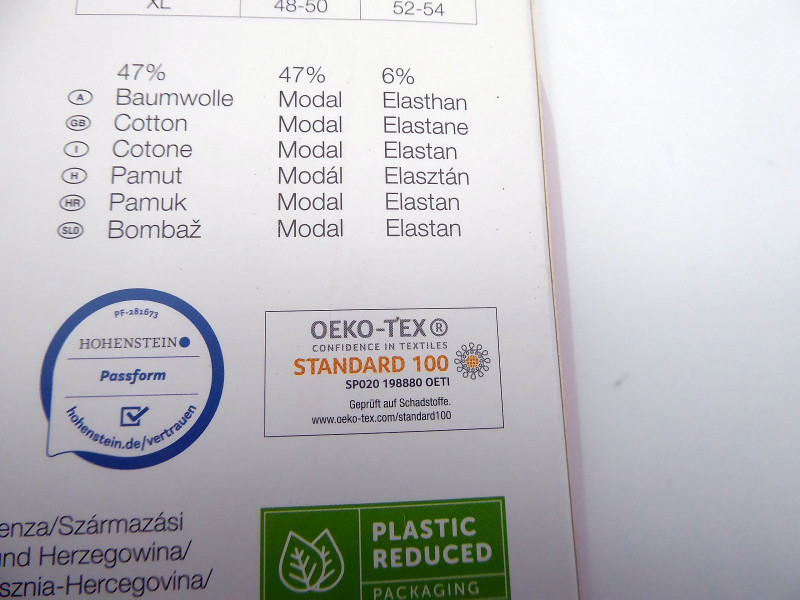 XL 48-50 52-54
47% 47% 6%
A Baumwolle Modal Elasthan
GB Cotton Modal Elastane
I Cotone Modal Elastan
H Pamut Modál Elasztán
HR Pamuk Modal Elastan
SLO Bombaž Modal Elastan
PF-281673
HOHENSTEIN
Passform
hohenstein.de/vertrauen
OEKO-TEX®
CONFIDENCE IN TEXTILES
STANDARD 100
SP020 198880 OETI
Geprüft auf Schadstoffe.
www.oeko-tex.com/standard100
enza/Származási
und Herzegowina/
sznia-Hercegovina/
PLASTIC
REDUCED
PACKAGING